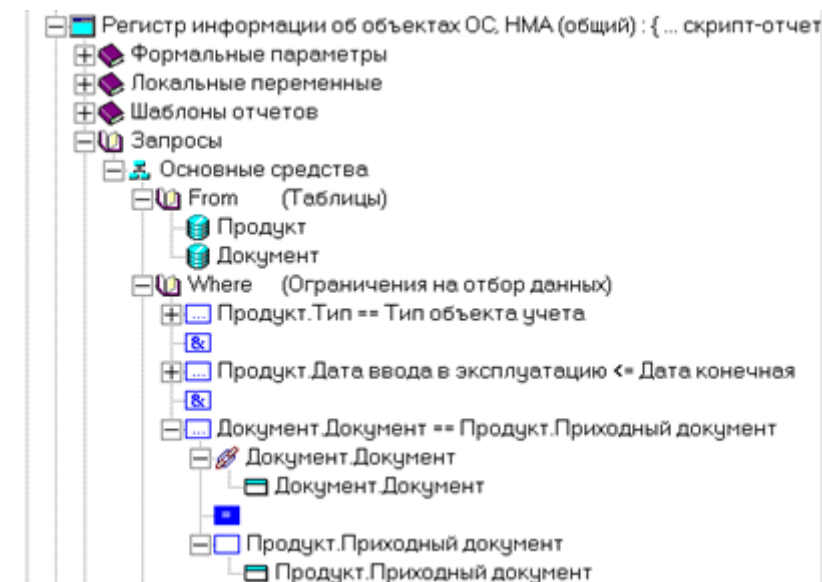 Регистр информации об объектах ОС, НМА (общий) : { ... скрипт-отчет
Формальные параметры
Локальные переменные
Шаблоны отчетов
Запросы
Основные средства
From (Таблицы)
Продукт
Документ
Where (Ограничения на отбор данных)
... Продукт.Тип == Тип объекта учета
&
... Продукт.Дата ввода в эксплуатацию <= Дата конечная
&
... Документ.Документ == Продукт.Приходный документ
Документ.Документ
Документ.Документ
=
Продукт.Приходный документ
Продукт.Приходный документ